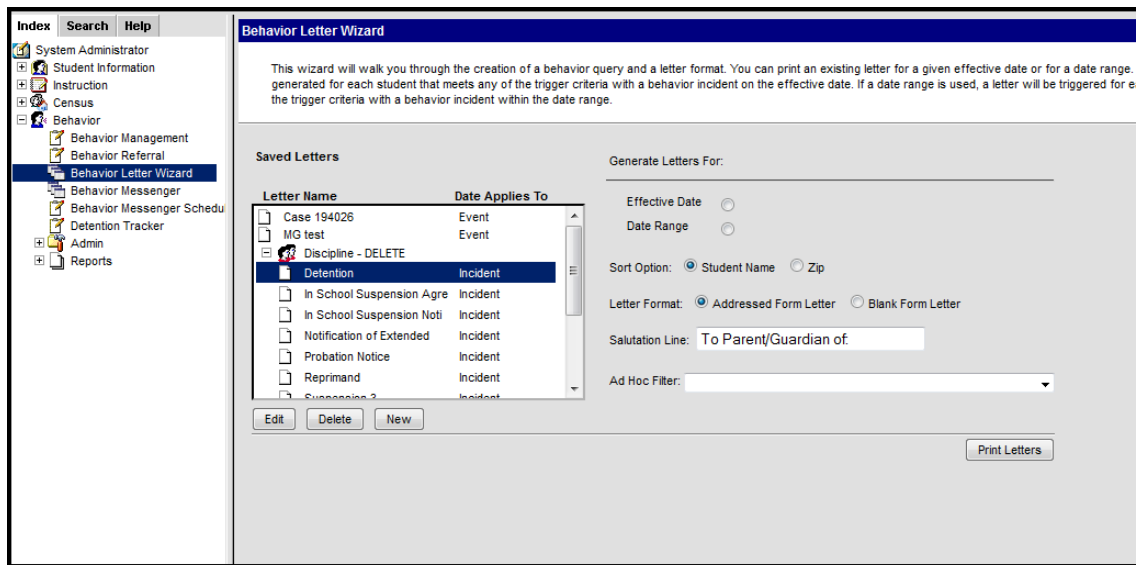 Index Search Help
System Administrator
Student Information
Instruction
Census
Behavior
Behavior Management
Behavior Referral
Behavior Letter Wizard
Behavior Messenger
Behavior Messenger Schedu
Detention Tracker
Admin
Reports
Behavior Letter Wizard
This wizard will walk you through the creation of a behavior query and a letter format. You can print an existing letter for a given effective date or for a date range.
generated for each student that meets any of the trigger criteria with a behavior incident on the effective date. If a date range is used, a letter will be triggered for e
the trigger criteria with a behavior incident within the date range.
Saved Letters
Letter Name Date Applies To
Case 194026 Event
MG test Event
Discipline - DELETE
Detention Incident
In School Suspension Agre Incident
In School Suspension Noti Incident
Notification of Extended Incident
Probation Notice Incident
Reprimand Incident
Suspension 3 Incident
Edit Delete New
Generate Letters For:
Effective Date
Date Range
Sort Option: Student Name Zip
Letter Format: Addressed Form Letter Blank Form Letter
Salutation Line: To Parent/Guardian of:
Ad Hoc Filter:
Print Letters